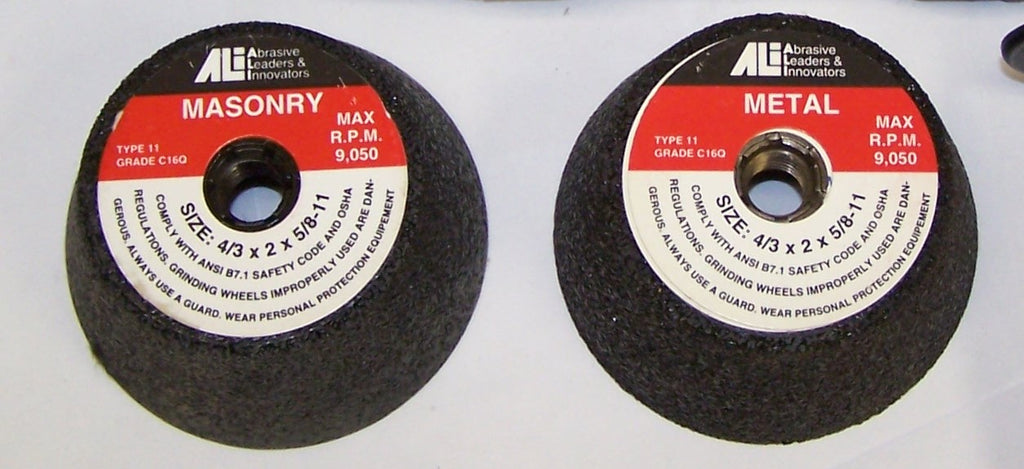 ALI Abrasive
Leaders &
Innovators
MASONRY
MAX
R.P.M.
9,050
TYPE 11
GRADE C16Q
SIZE: 4/3 x 2 x 5/8-11
COMPLY WITH ANSI B7.1 SAFETY CODE AND OSHA
REGULATIONS, GRINDING WHEELS IMPROPERLY USED ARE DAN-
GEROUS. ALWAYS USE A GUARD. WEAR PERSONAL PROTECTION EQUIPEMENT
ALI Abrasive
Leaders &
Innovators
METAL
MAX
R.P.M.
9,050
TYPE 11
GRADE C16Q
SIZE: 4/3 x 2 x 5/8-11
COMPLY WITH ANSI B7.1 SAFETY CODE AND OSHA
REGULATIONS, GRINDING WHEELS IMPROPERLY USED ARE DAN-
GEROUS. ALWAYS USE A GUARD. WEAR PERSONAL PROTECTION EQUIPEMENT